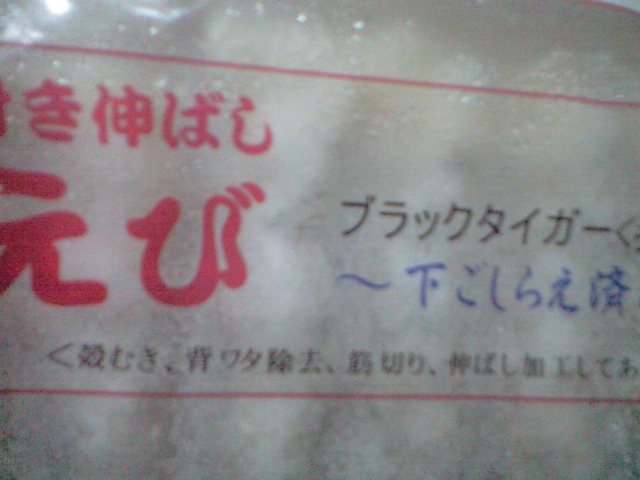 き伸ばし
えび
ブラックタイガー<
～下ごしらえ済
<殻むき、背ワタ除去、筋切り、伸ばし加工してあ